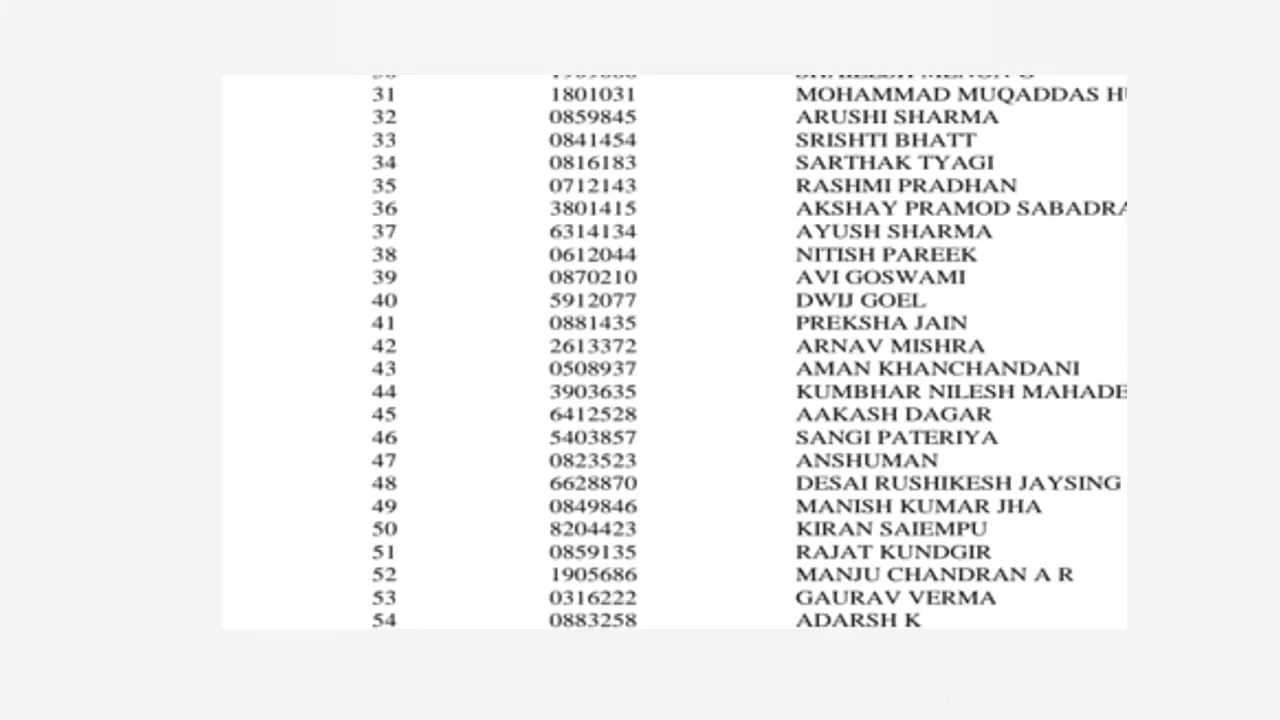 31 1801031 MOHAMMAD MUQADDAS
32 0859845 ARUSHI SHARMA
33 0841454 SRISHTI BHATT
34 0816183 SARTHAK TYAGI
35 0712143 RASHMI PRADHAN
36 3801415 AKSHAY PRAMOD SABADRA
37 6314134 AYUSH SHARMA
38 0612044 NITISH PAREEK
39 0870210 AVI GOSWAMI
40 5912077 DWIJ GOEL
41 0881435 PREKSHA JAIN
42 2613372 ARNAV MISHRA
43 0508937 AMAN KHANCHANDANI
44 3903635 KUMBHAR NILESH MAHADE
45 6412528 AAKASH DAGAR
46 5403857 SANGI PATERIYA
47 0823523 ANSHUMAN
48 6628870 DESAI RUSHIKESH JAYSING
49 0849846 MANISH KUMAR JHA
50 8204423 KIRAN SAIEMPU
51 0859135 RAJAT KUNDGIR
52 1905686 MANJU CHANDRAN A R
53 0316222 GAURAV VERMA
54 0883258 ADARSH K